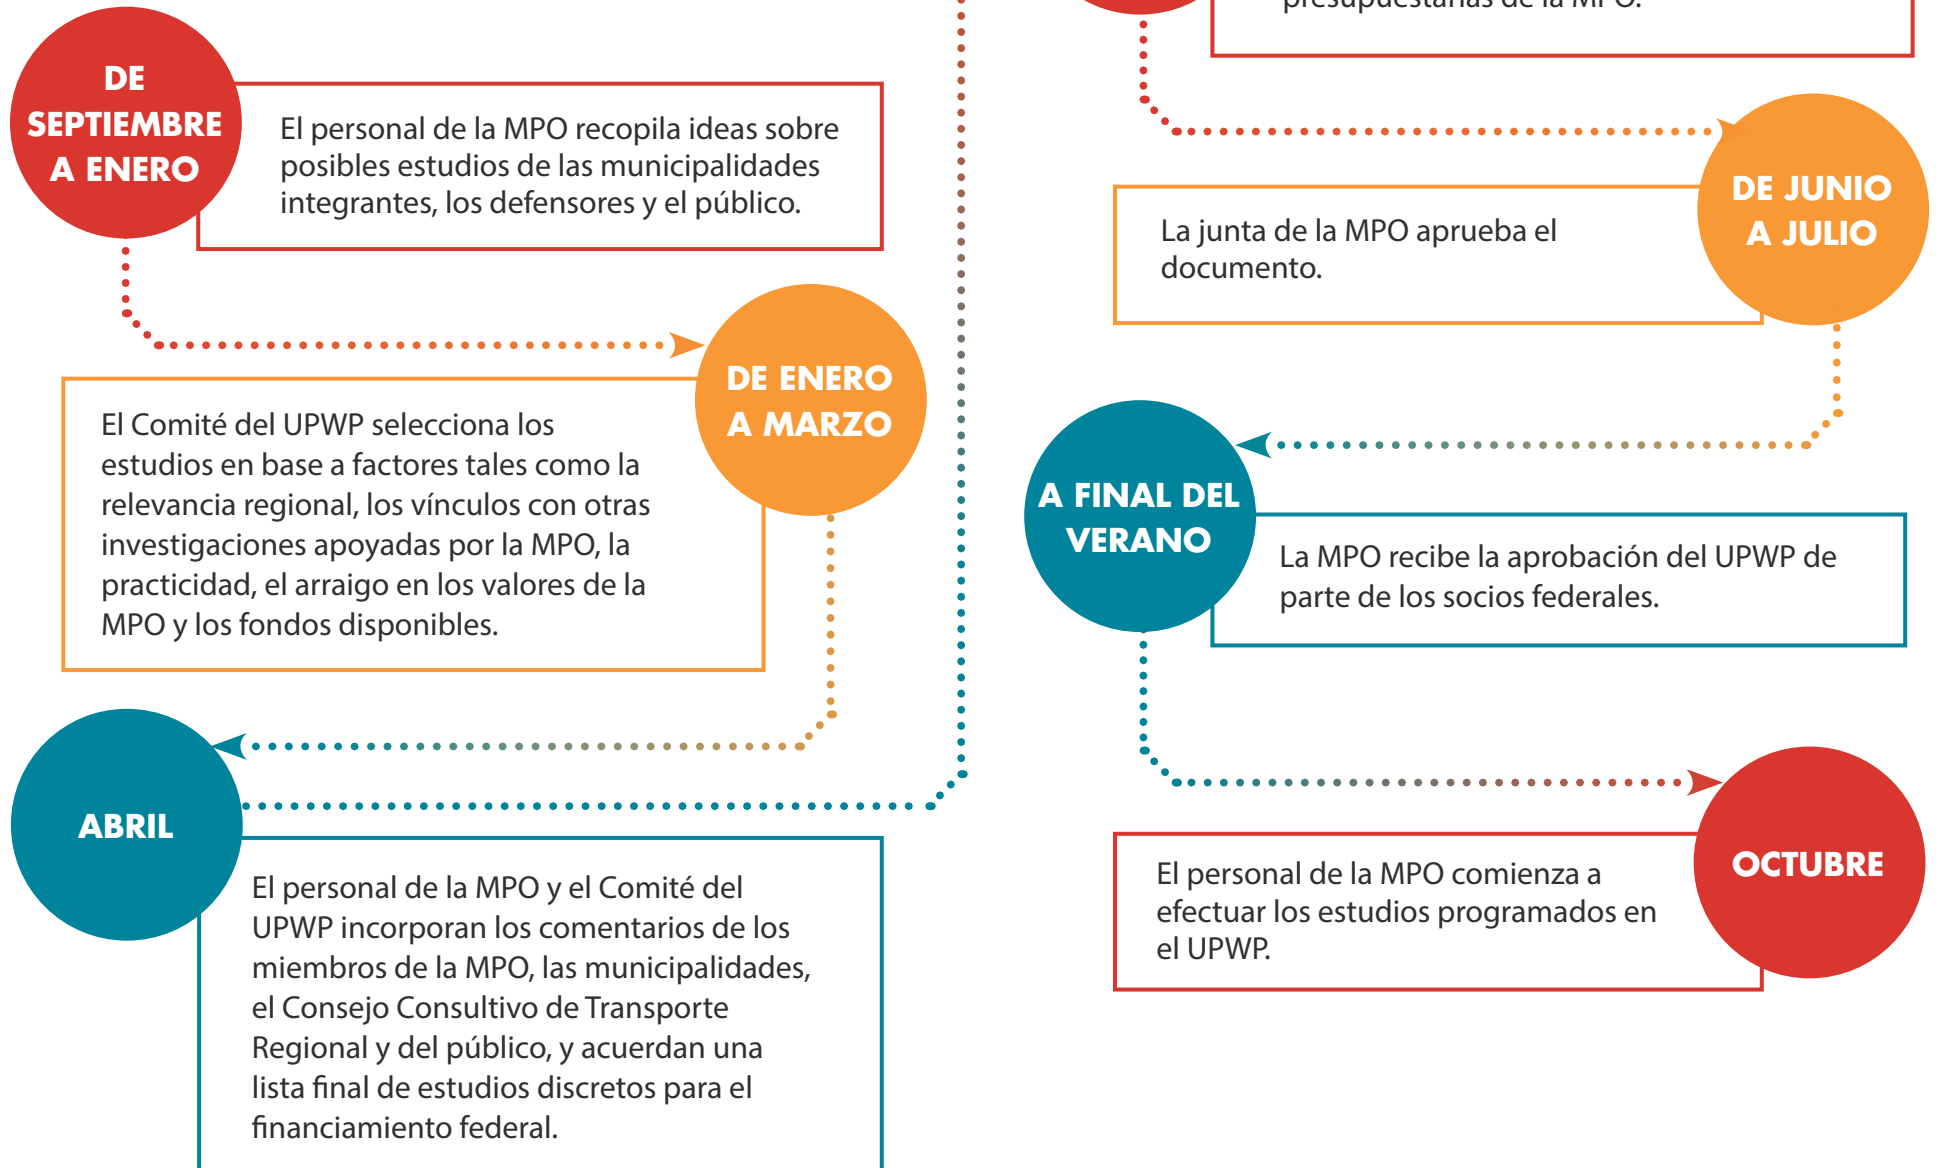 DE
SEPTIEMBRE
A ENERO
El personal de la MPO recopila ideas sobre
posibles estudios de las municipalidades
integrantes, los defensores y el público.
DE ENERO
A MARZO
El Comité del UPWP selecciona los
estudios en base a factores tales como la
relevancia regional, los vínculos con otras
investigaciones apoyadas por la MPO, la
practicidad, el arraigo en los valores de la
MPO y los fondos disponibles.
ABRIL
El personal de la MPO y el Comité del
UPWP incorporan los comentarios de los
miembros de la MPO, las municipalidades,
el Consejo Consultivo de Transporte
Regional y del público, y acuerdan una
lista final de estudios discretos para el
financiamiento federal.
presupuestarias de la MPO.
DE JUNIO
A JULIO
La junta de la MPO aprueba el
documento.
A FINAL DEL
VERANO
La MPO recibe la aprobación del UPWP de
parte de los socios federales.
OCTUBRE
El personal de la MPO comienza a
efectuar los estudios programados en
el UPWP.